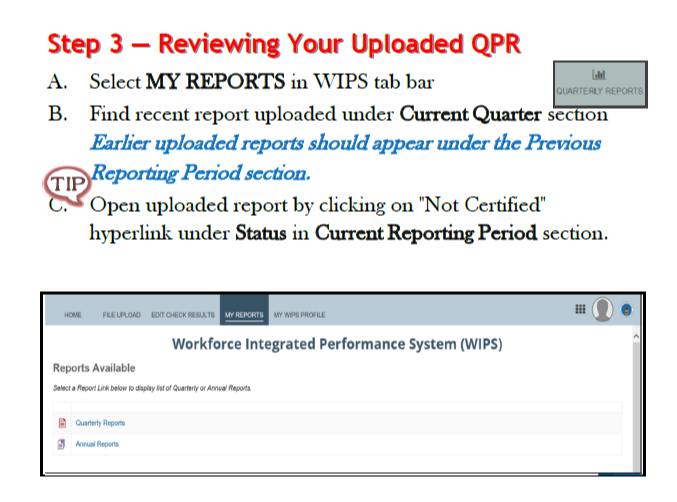 Step 3 – Reviewing Your Uploaded QPR
A. Select MY REPORTS in WIPS tab bar
QUARTERLY REPORTS
B. Find recent report uploaded under Current Quarter section
Earlier uploaded reports should appear under the Previous
Reporting Period section.
TIP
C. Open uploaded report by clicking on "Not Certified"
hyperlink under Status in Current Reporting Period section.
HOME FILE UPLOAD EDIT CHECK RESULTS MY REPORTS MY WIPS PROFILE
Workforce Integrated Performance System (WIPS)
Reports Available
Select a Report Link below to display list of Quarterly or Annual Reports.
Quarterly Reports
Annual Reports